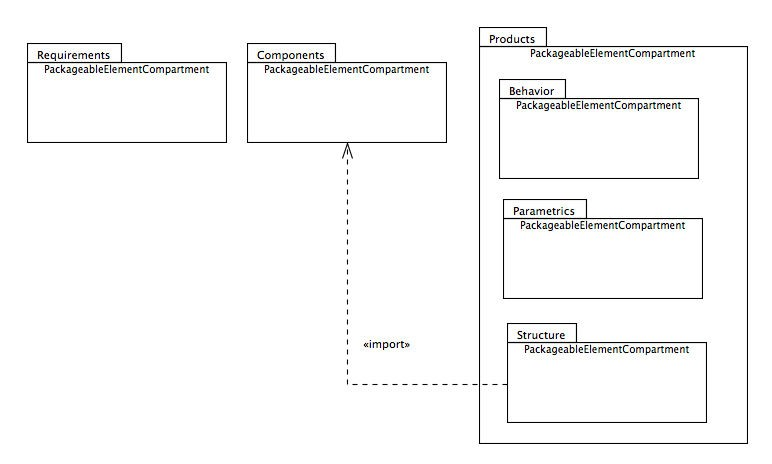 Requirements
PackageableElementCompartment
Components
PackageableElementCompartment
Products
PackageableElementCompartment
Behavior
PackageableElementCompartment
Parametrics
PackageableElementCompartment
Structure
PackageableElementCompartment
«import»